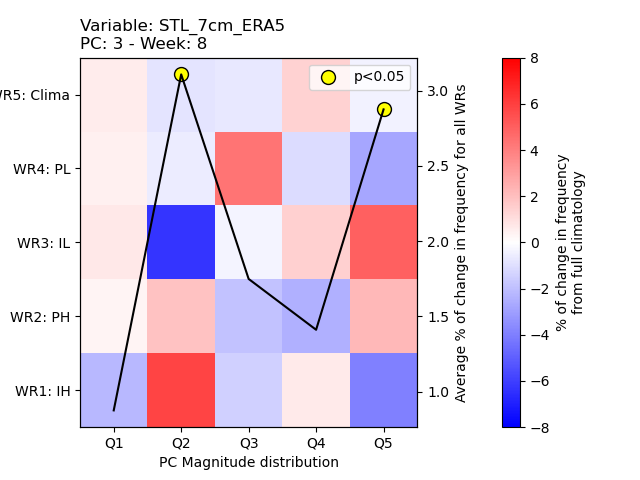 Variable: STL_7cm_ERA5
PC: 3 - Week: 8
p<0.05
WR5: Clima
WR4: PL
WR3: IL
WR2: PH
WR1: IH
Q1 Q2 Q3 Q4 Q5
PC Magnitude distribution
3.0
2.5
2.0
1.5
1.0
Average % of change in frequency for all WRs
8
6
4
2
0
−2
−4
−6
−8
% of change in frequency
from full climatology